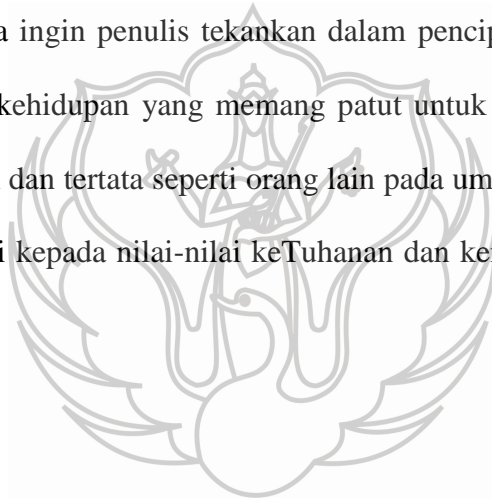 a ingin penulis tekankan dalam pencip
kehidupan yang memang patut untuk
dan tertata seperti orang lain pada um
i kepada nilai-nilai keTuhanan dan ke